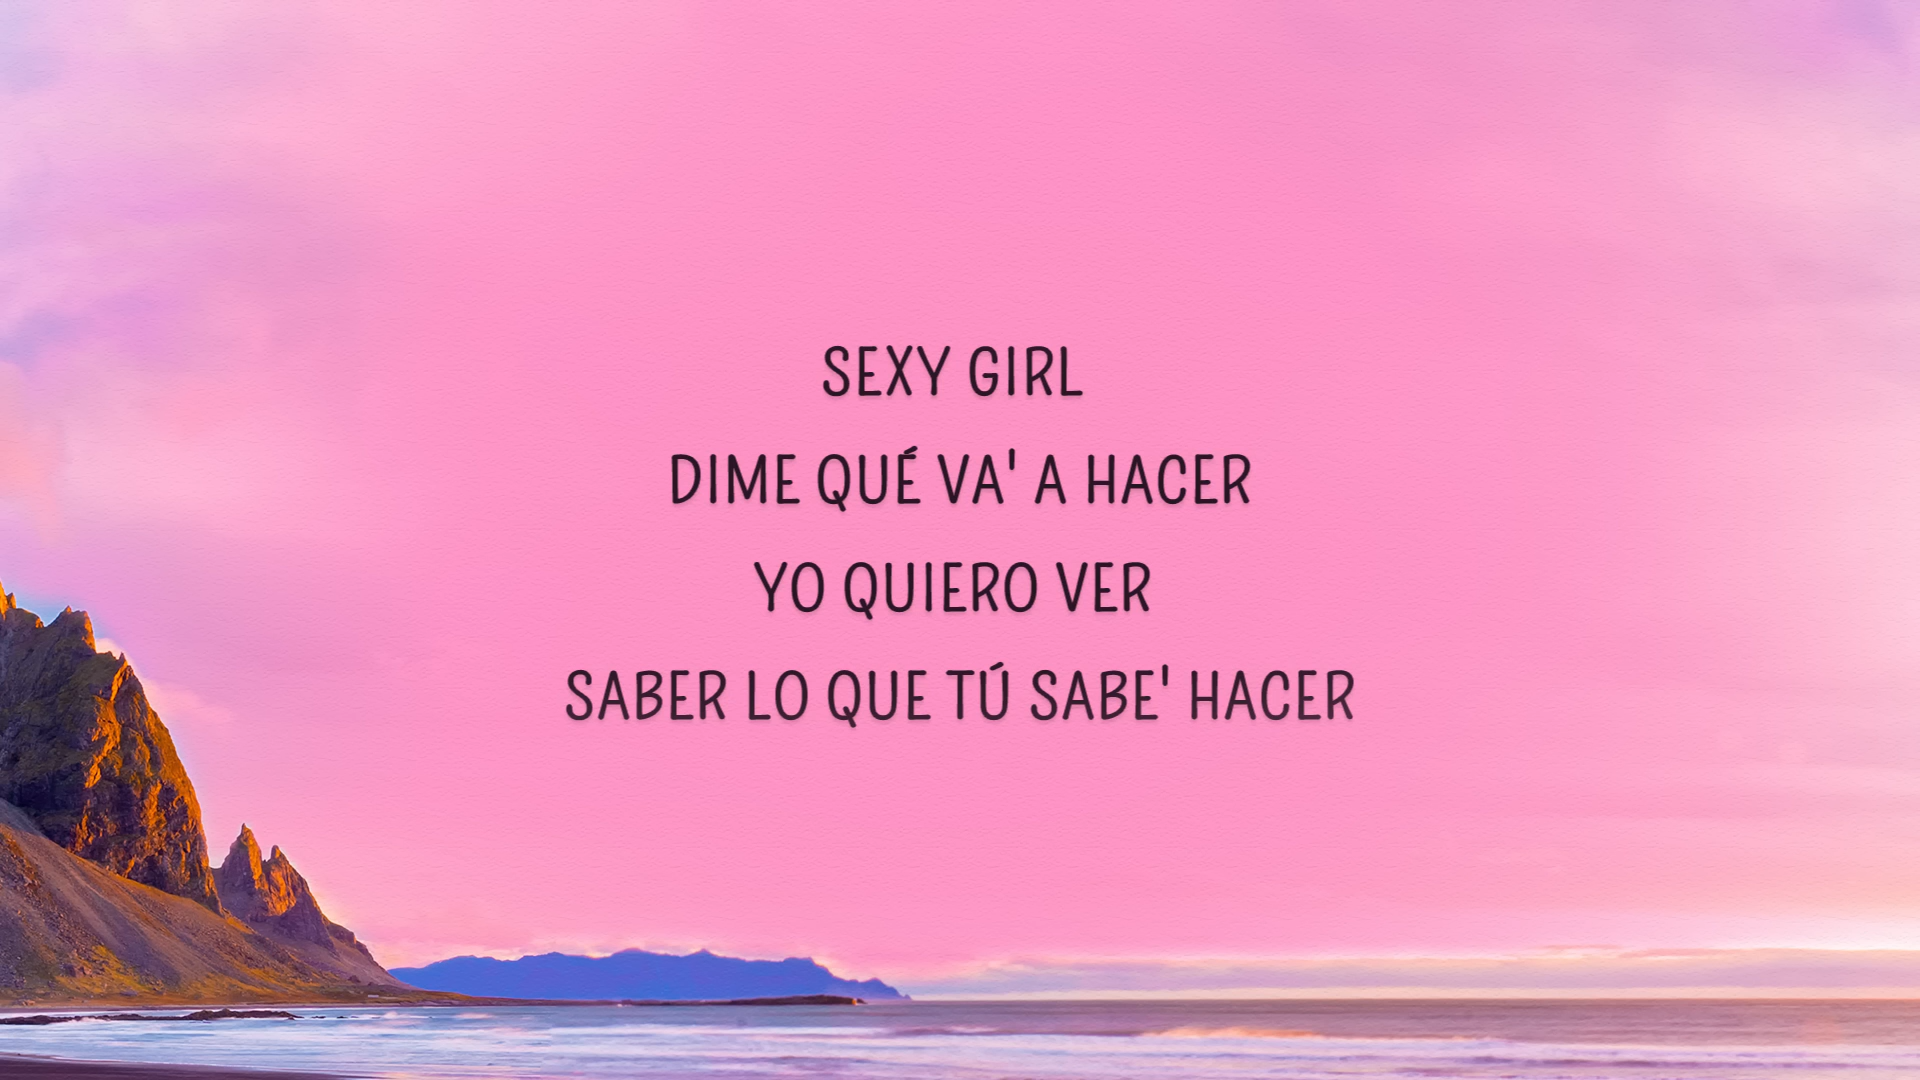 SEXY GIRL
DIME QUÉ VA' A HACER
YO QUIERO VER
SABER LO QUE TÚ SABE' HACER